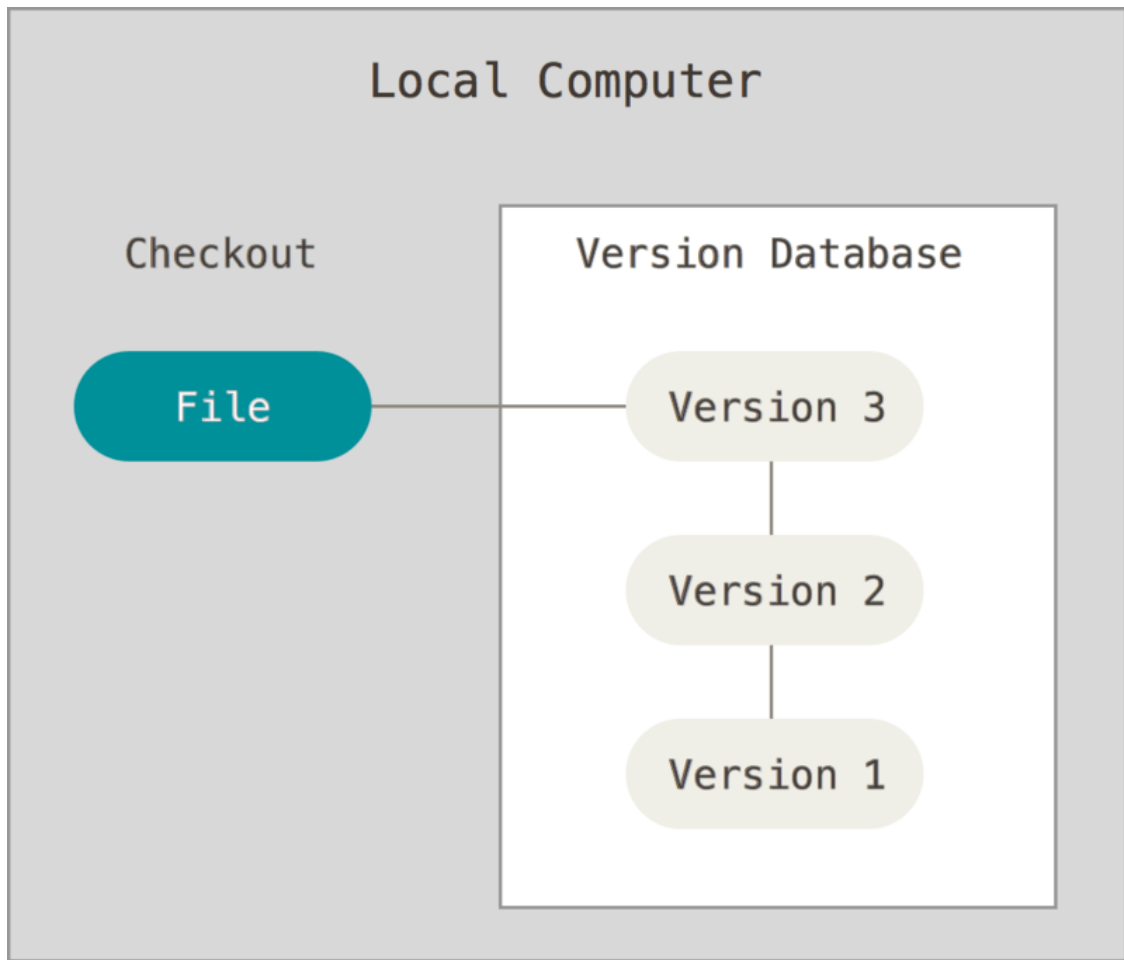 Local Computer
Checkout
Version Database
File
Version 3
Version 2
Version 1